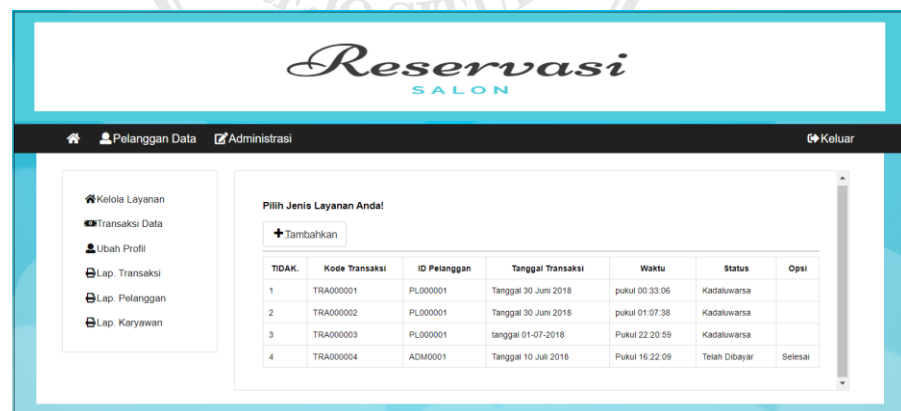 Reservasi
SALON
Pelanggan Data Administrasi Keluar
Kelola Layanan
Transaksi Data
Ubah Profil
Lap. Transaksi
Lap. Pelanggan
Lap. Karyawan
Pilih Jenis Layanan Anda!
Tambahkan
TIDAK. Kode Transaksi ID Pelanggan Tanggal Transaksi Waktu Status Opsi
1 TRA000001 PL000001 Tanggal 30 Juni 2018 pukul 00:33:06 Kadaluwarsa
2 TRA000002 PL000001 Tanggal 30 Juni 2018 pukul 01:07:38 Kadaluwarsa
3 TRA000003 PL000001 tanggal 01-07-2018 Pukul 22:20:59 Kadaluwarsa
4 TRA000004 ADM0001 Tanggal 10 Juli 2018 Pukul 16:22:09 Telah Dibayar Selesai